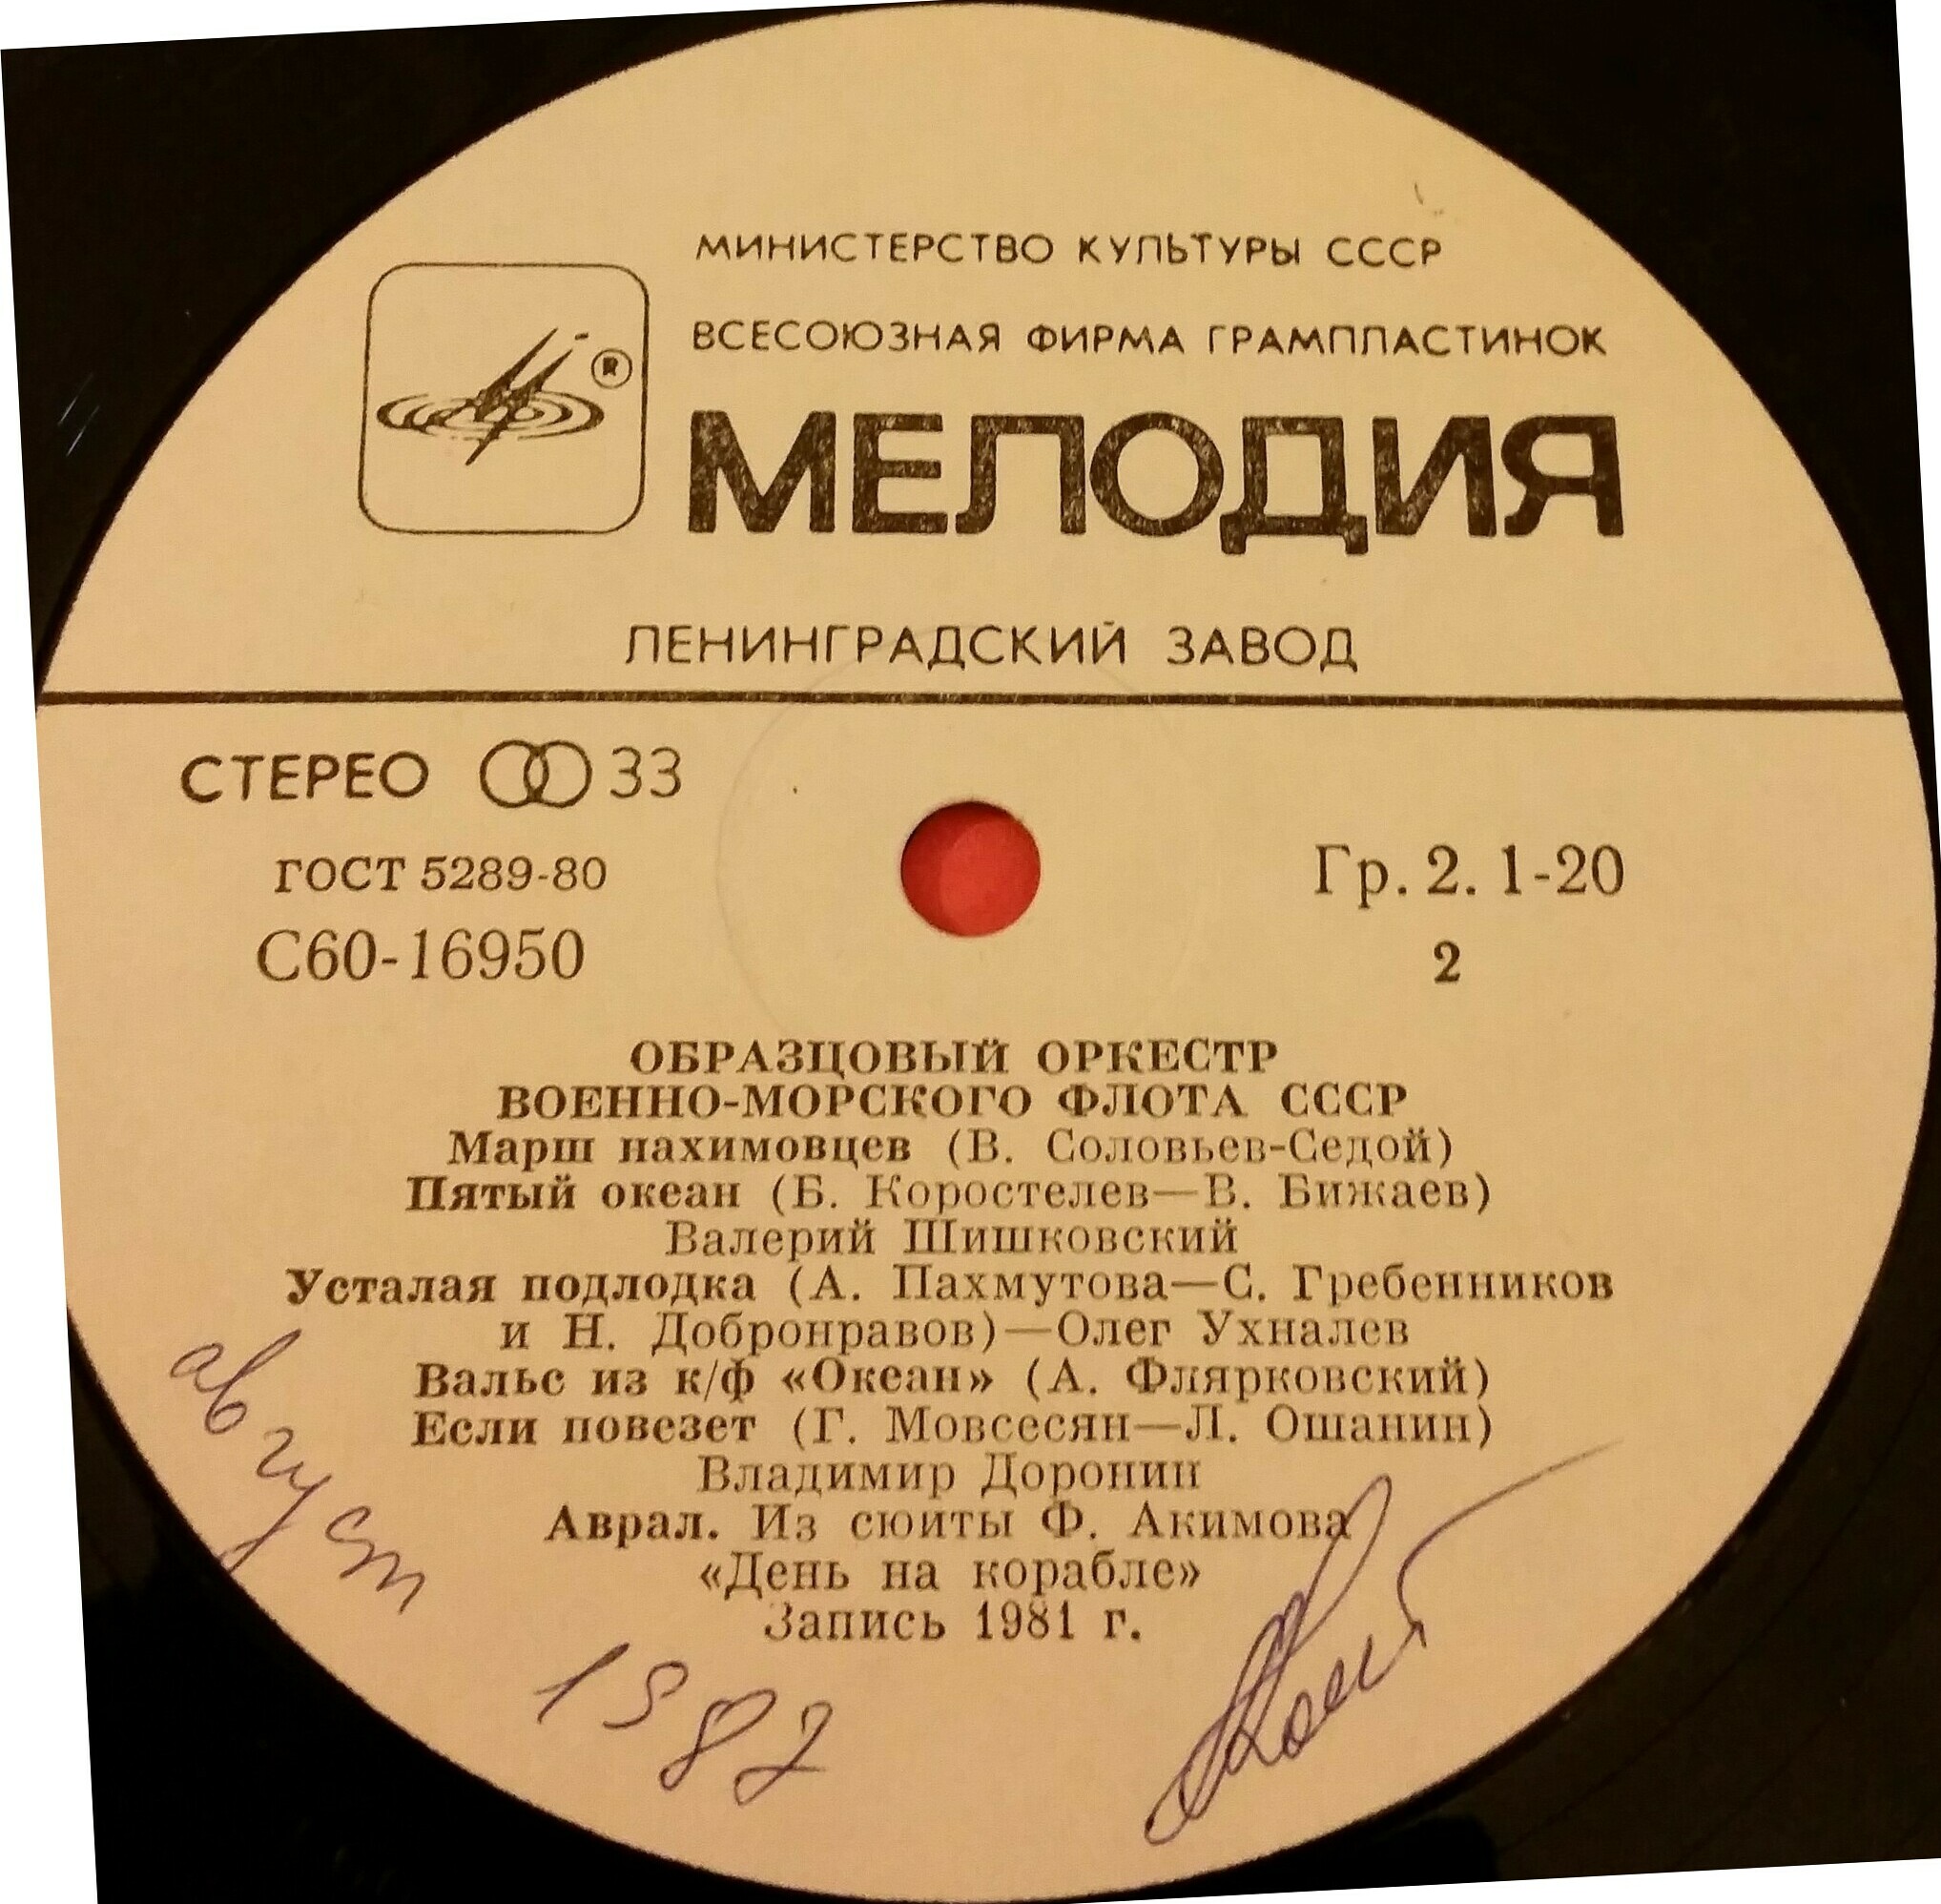 МИНИСТЕРСТВО КУЛЬТУРЫ СССР
ВСЕСОЮЗНАЯ ФИРМА ГРАМПЛАСТИНОК
®
МЕЛОДИЯ
ЛЕНИНГРАДСКИЙ ЗАВОД
СТЕРЕО 33
ГОСТ 5289-80
Гр. 2. 1-20
С60-16950
2
ОБРАЗЦОВЫЙ ОРКЕСТР
ВОЕННО-МОРСКОГО ФЛОТА СССР
Марш нахимовцев (В. Соловьев-Седой)
Пятый океан (Б. Коростелев—В. Бижаев)
Валерий Шишковский
Усталая подлодка (А. Пахмутова—С. Гребенников
и Н. Добронравов)—Олег Ухналев
Вальс из к/ф «Океан» (А. Флярковский)
Если повезет (Г. Мовсесян—Л. Ошанин)
Владимир Доронин
Аврал. Из сюиты Ф. Акимова
«День на корабле»
Запись 1981 г.
август
1982